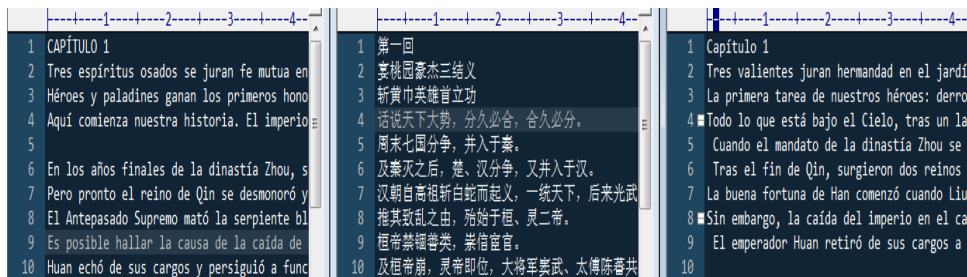 ----+----1----+----2----+----3----+----4--
1 CAPÍTULO 1
2 Tres espíritus osados se juran fe mutua en
3 Héroes y paladines ganan los primeros hono
4 Aquí comienza nuestra historia. El imperio
5
6 En los años finales de la dinastía Zhou, s
7 Pero pronto el reino de Qin se desmoronó y
8 El Antepasado Supremo mató la serpiente bl
9 Es posible hallar la causa de la caída de
10 Huan echó de sus cargos y persiguió a func
----+----1----+----2----+----3----+----4--
1 第一回
2 宴桃园豪杰三结义
3 斩黄巾英雄首立功
4 话说天下大势,分久必合,合久必分。
5 周末七国分争,并入于秦。
6 及秦灭之后,楚、汉分争,又并入于汉。
7 汉朝自高祖斩白蛇而起义,一统天下,后来光武
8 推其致乱之由,殆始于桓、灵二帝。
9 桓帝禁锢善类,崇信宦官。
10 及桓帝崩,灵帝即位,大将军窦武、太傅陈蕃共
----+----1----+----2----+----3----+----4--
1 Capítulo 1
2 Tres valientes juran hermandad en el jardí
3 La primera tarea de nuestros héroes: derro
4 Todo lo que está bajo el Cielo, tras un la
5 Cuando el mandato de la dinastía Zhou se
6 Tras el fin de Qin, surgieron dos reinos
7 La buena fortuna de Han comenzó cuando Liu
8 Sin embargo, la caída del imperio en el ca
9 El emperador Huan retiró de sus cargos a
10